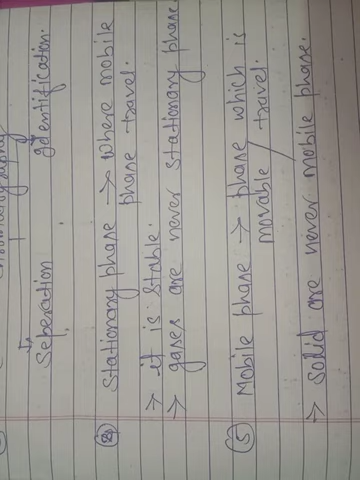 Seperation Identification.
④ Stationary phase → where mobile
phase travel.
→ it is stable.
→ gases are never stationary phase
⑤ Mobile phase → phase which is
movable / travel.
→ solid are never mobile phase.